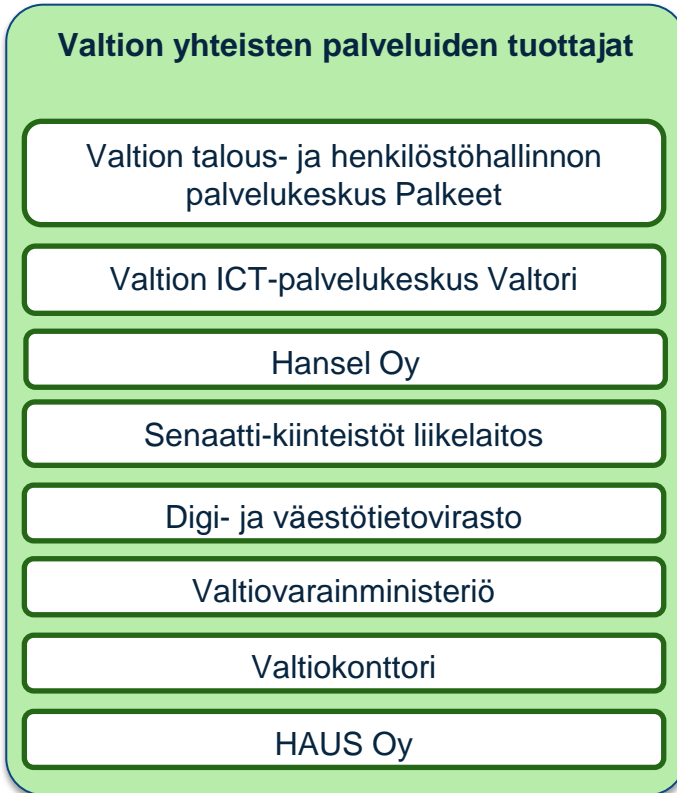 Valtion yhteisten palveluiden tuottajat
Valtion talous- ja henkilöstöhallinnon
palvelukeskus Palkeet
Valtion ICT-palvelukeskus Valtori
Hansel Oy
Senaatti-kiinteistöt liikelaitos
Digi- ja väestötietovirasto
Valtiovarainministeriö
Valtiokonttori
HAUS Oy